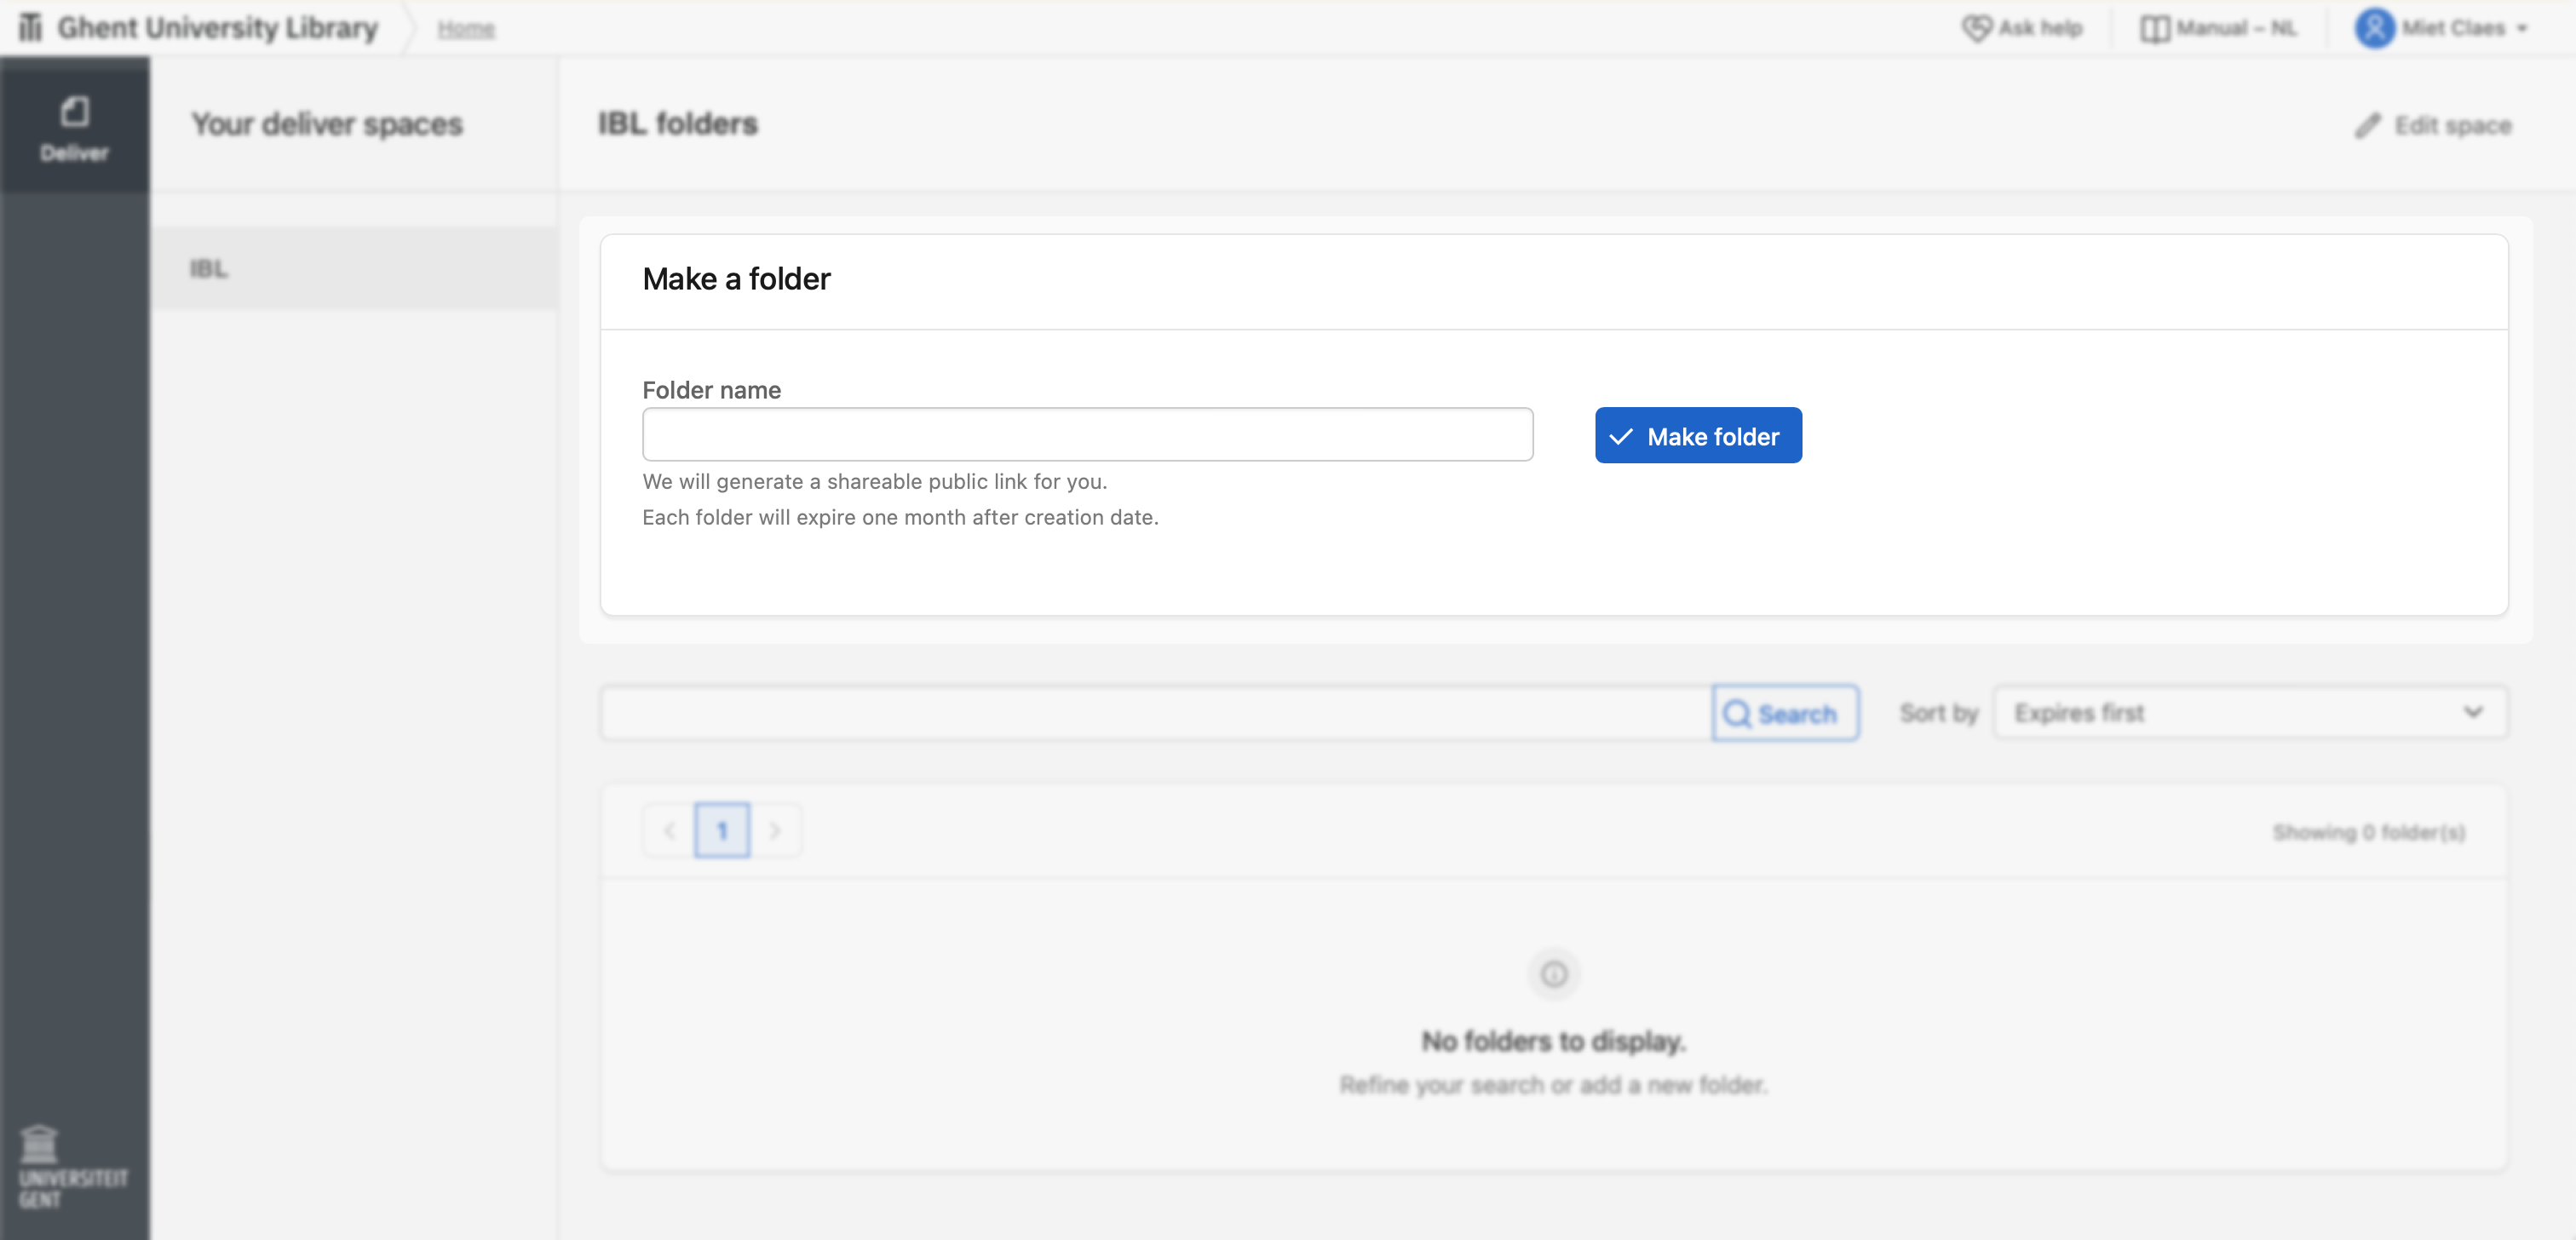 Ghent University Library
Home
Ask help
Manual – NL
Miet Claes
Deliver
Your deliver spaces
IBL folders
Edit space
IBL
Make a folder
Folder name
Make folder
We will generate a shareable public link for you.
Each folder will expire one month after creation date.
Search
Sort by
Expires first
1
Showing 0 folder(s)
No folders to display.
Refine your search or add a new folder.
UNIVERSITEIT
GENT